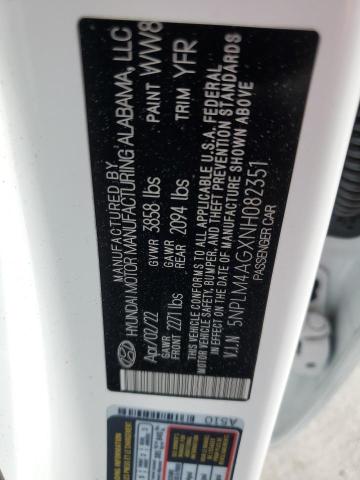 MANUFACTURED BY
HYUNDAI MOTOR MANUFACTURING ALABAMA, LLC
Apr/02/22 GVWR 3858 lbs PAINT WW8
GAWR FRONT 2271 lbs GAWR REAR 2094 lbs TRIM YFR
THIS VEHICLE CONFORMS TO ALL APPLICABLE U.S.A. FEDERAL
MOTOR VEHICLE SAFETY, BUMPER, AND THEFT PREVENTION STANDARDS
IN EFFECT ON THE DATE OF MANUFACTURE SHOWN ABOVE
V.I.N 5NPLM4AGXNH082351
PASSENGER CAR
A510